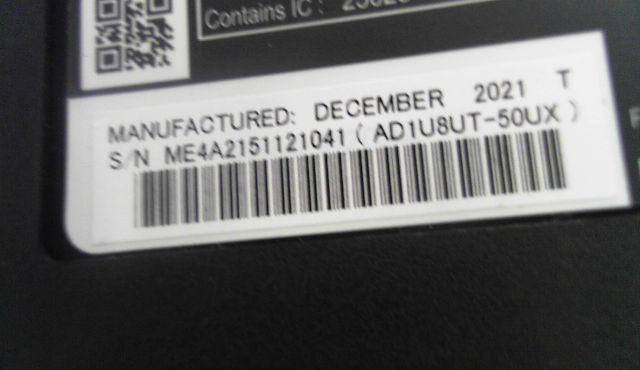 Contains IC :
MANUFACTURED: DECEMBER 2021 T
S/N ME4A2151121041 ( AD1U8UT-50UX )